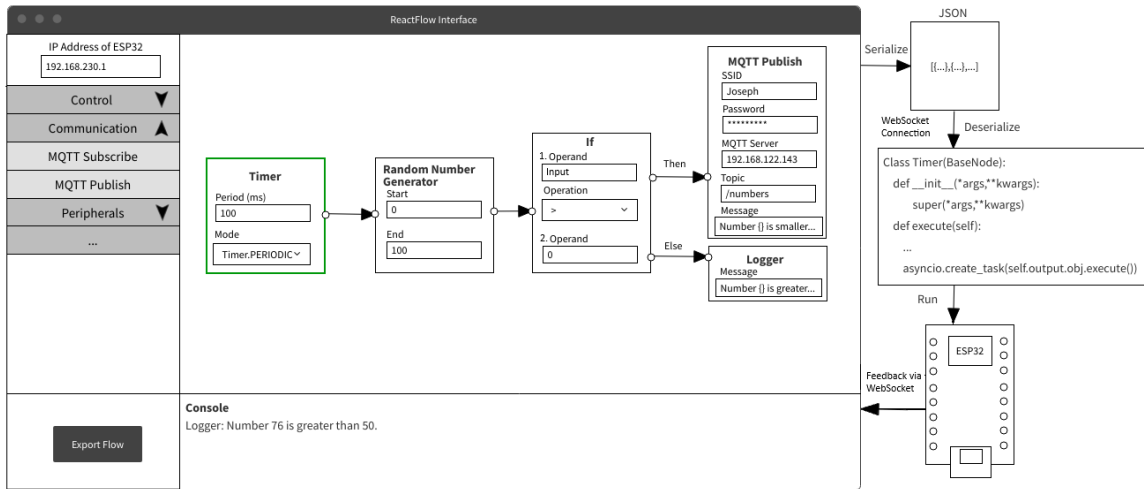 ReactFlow Interface
IP Address of ESP32
192.168.230.1
Control
Communication
MQTT Subscribe
MQTT Publish
Peripherals
...
Export Flow
Timer
Period (ms)
100
Mode
Timer.PERIODIC
Random Number
Generator
Start
0
End
100
If
1. Operand
Input
Operation
>
2. Operand
0
Then
Else
MQTT Publish
SSID
Joseph
Password
*********
MQTT Server
192.168.122.143
Topic
/numbers
Message
Number {} is smaller...
Logger
Message
Number {} is greater...
Console
Logger: Number 76 is greater than 50.
Serialize
JSON
[{...},{...},...]
WebSocket
Connection
Deserialize
Class Timer(BaseNode):
def __init__(*args,**kwargs):
super(*args,**kwargs)
def execute(self):
...
asyncio.create_task(self.output.obj.execute())
Run
ESP32
Feedback via
WebSocket